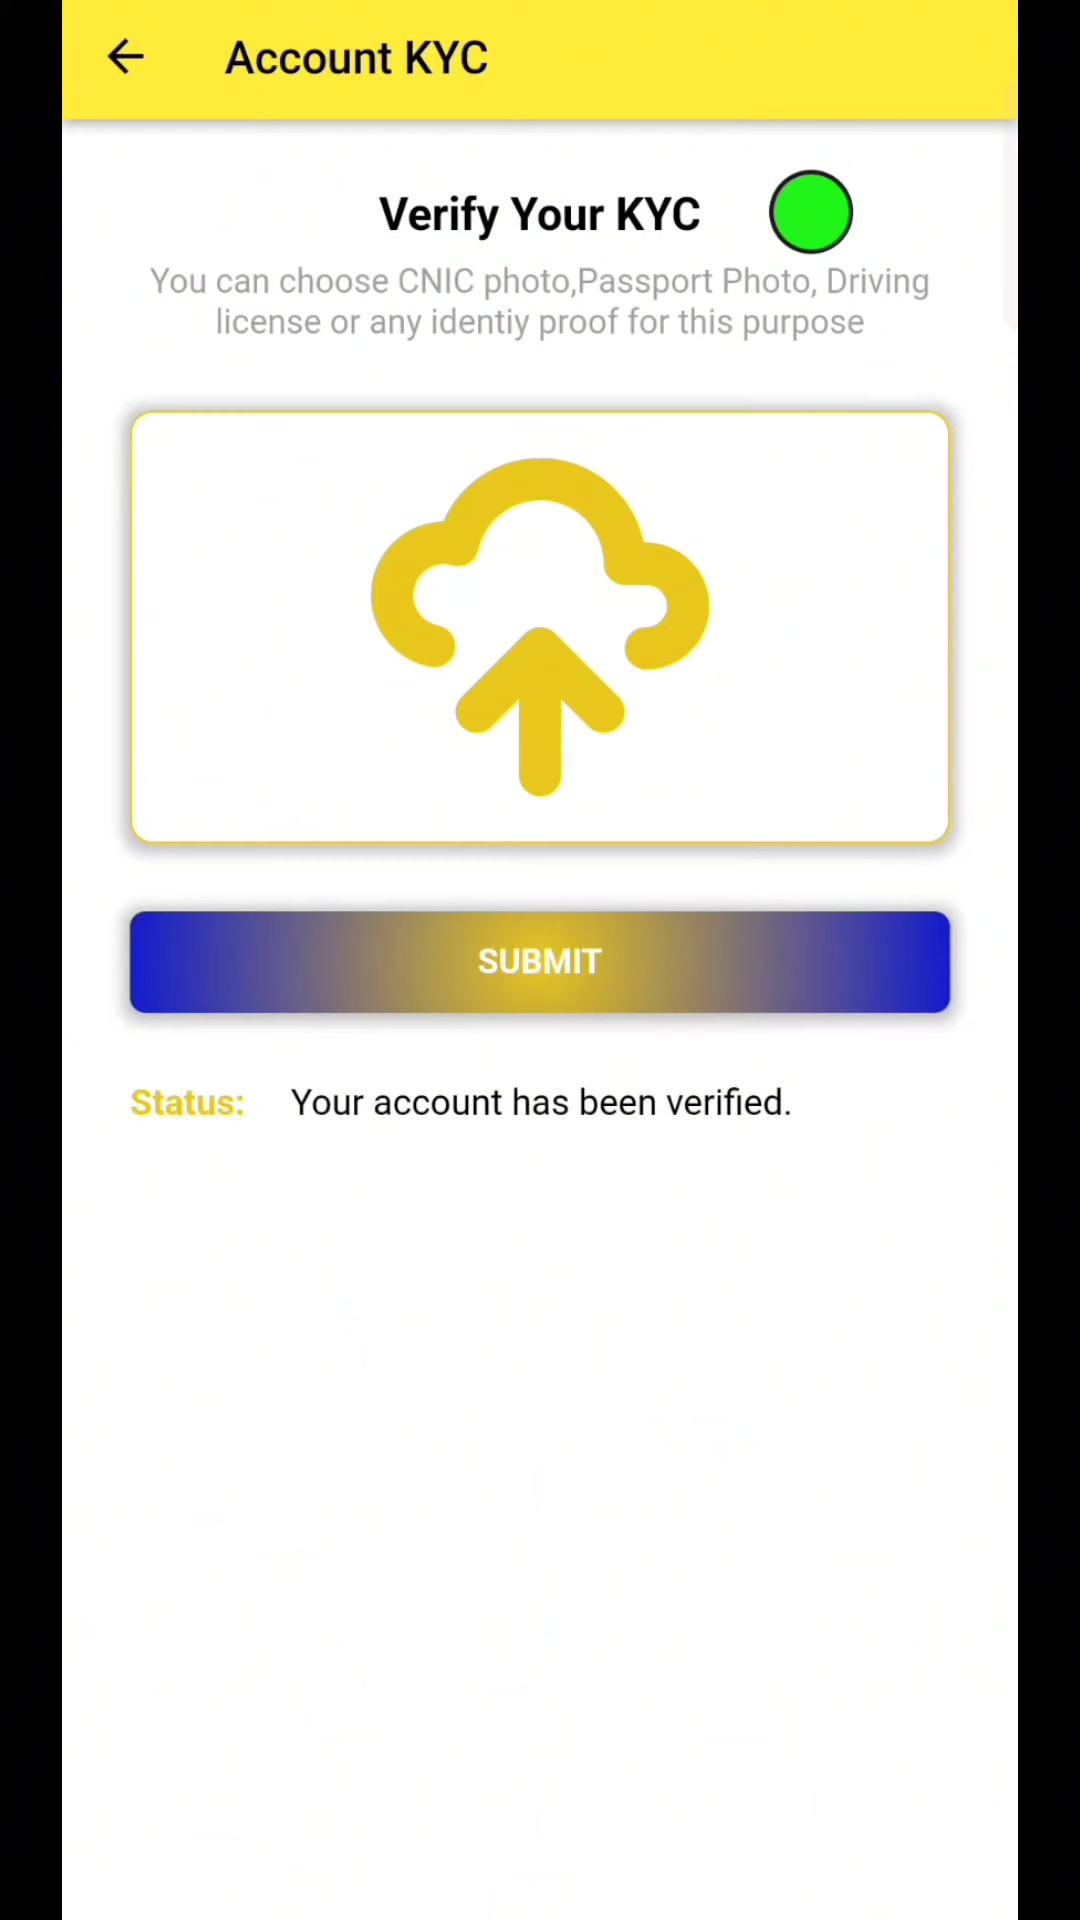 Account KYC
Verify Your KYC
You can choose CNIC photo,Passport Photo, Driving
license or any identiy proof for this purpose
SUBMIT
Status: Your account has been verified.